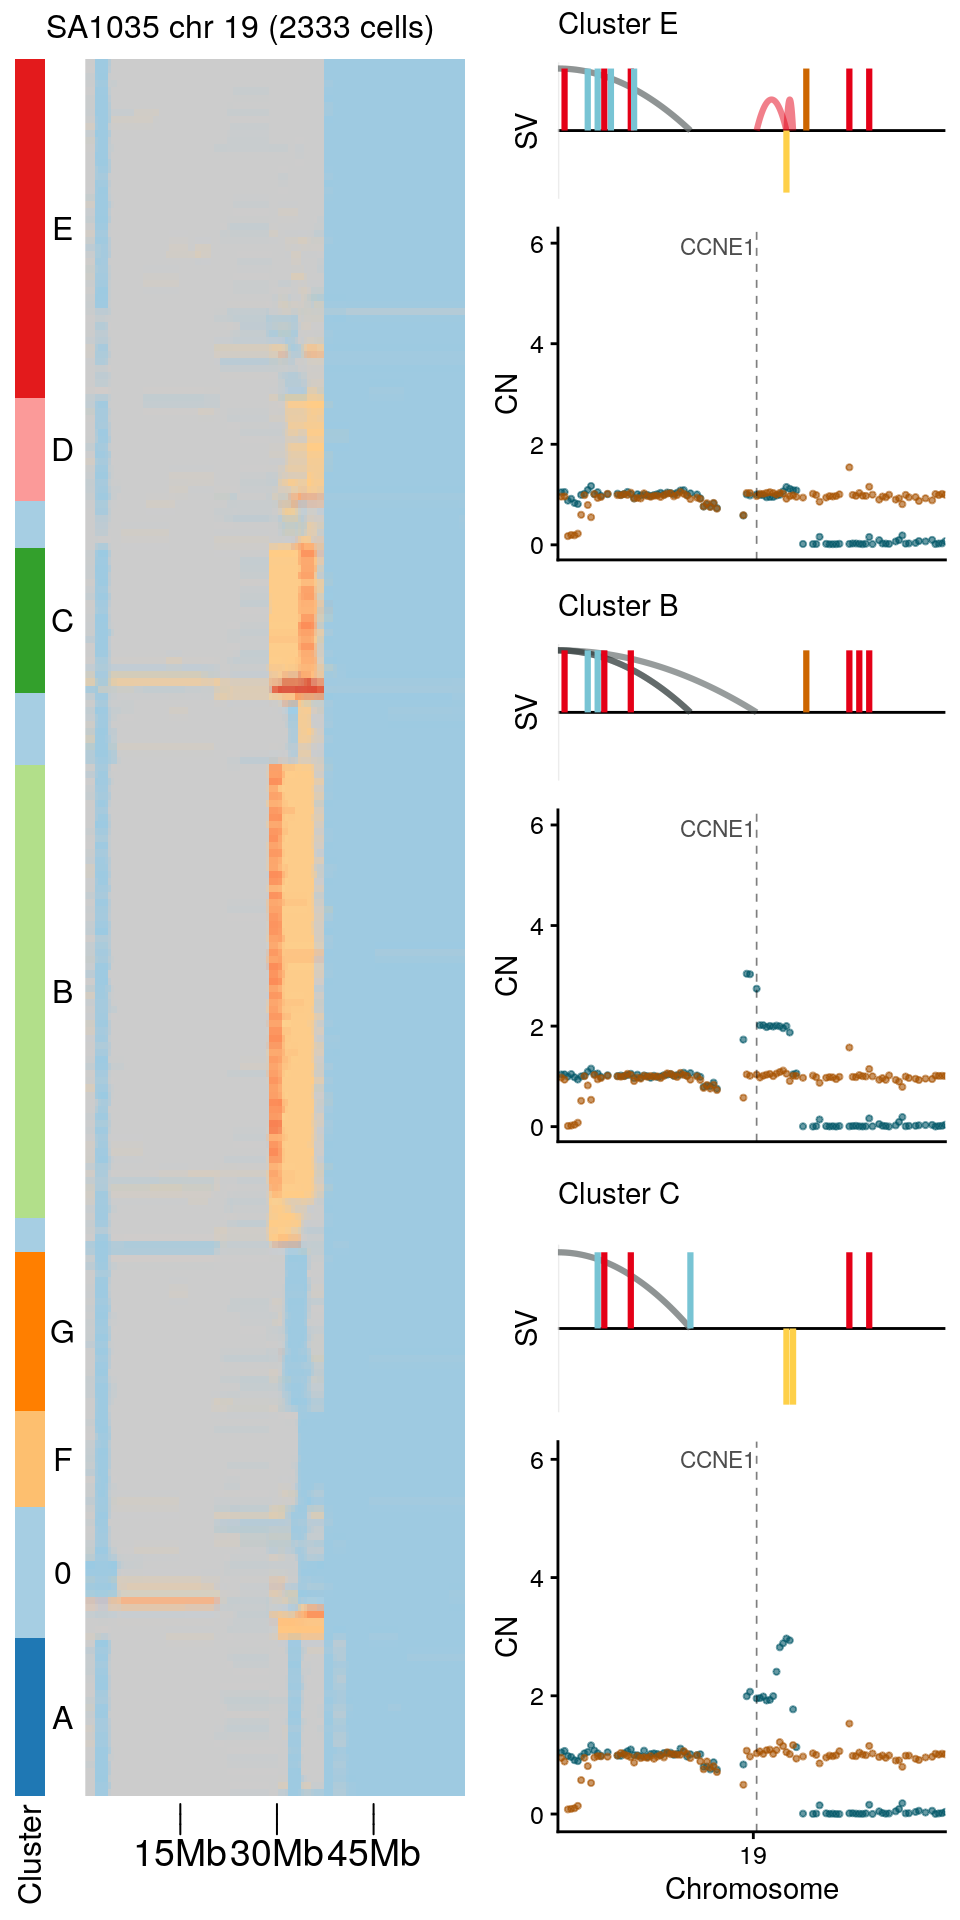 SA1035 chr 19 (2333 cells)
E
D
C
B
G
F
0
A
Cluster
15Mb
30Mb
45Mb
Cluster E
SV
CN
6
4
2
0
CCNE1
Cluster B
SV
CN
6
4
2
0
CCNE1
Cluster C
SV
CN
6
4
2
0
CCNE1
19
Chromosome